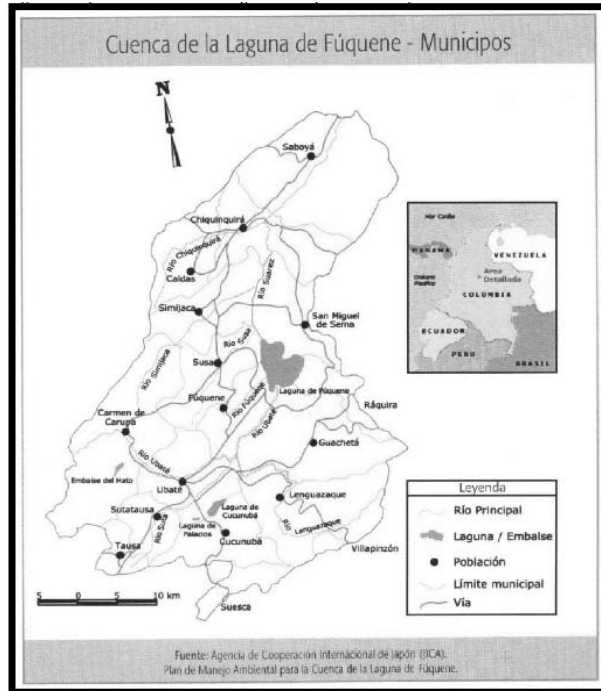 Cuenca de la Laguna de Fúquene - Municipos
N
Saboyá
Chiquinquirá
Río Chiquinquirá
Caldas
Río Suarez
Simijaca
San Miguel
de Sema
Río Susa
Río Simijaca
Susa
Laguna de Fúquene
Fúquene
Río Fúquene
Río Ubaté
Ráquira
Carmen de
Carupa
Guachetá
Río Ubaté
Embalse del Hato
Ubaté
Lenguazaque
Sutatausa
Laguna de
Cucunubá
Río Suta
Laguna de
Palacios
Río Lenguazaque
Cucunubá
Tausa
Villapinzón
Suesca
5 0 5 10 km
Mar Caribe
PANAMA
VENEZUELA
Océano
Pacífico
Area
Detallada
COLUMBIA
ECUADOR
PERU
BRASIL
Leyenda
Río Principal
Laguna / Embalse
Población
Límite municipal
Vía
Fuente: Agencia de Cooperación Internacional de Japón (JICA).
Plan de Manejo Ambiental para la Cuenca de la Laguna de Fúquene.